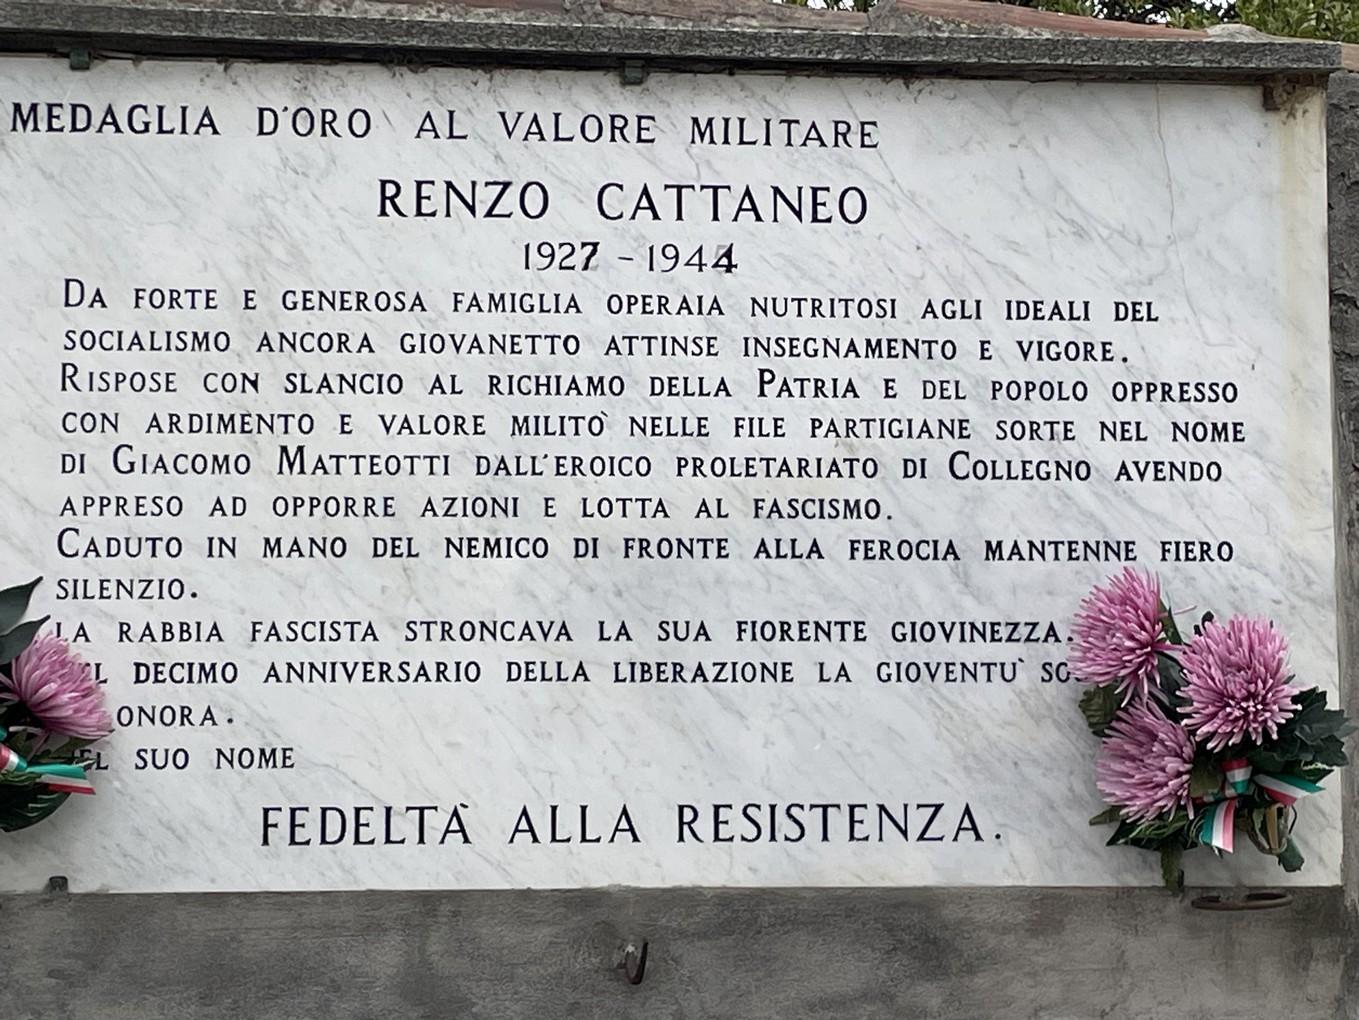 MEDAGLIA D'ORO AL VALORE MILITARE
RENZO CATTANEO
1927 - 1944
DA FORTE E GENEROSA FAMIGLIA OPERAIA NUTRITOSI AGLI IDEALI DEL
SOCIALISMO ANCORA GIOVANETTO ATTINSE INSEGNAMENTO E VIGORE.
RISPOSE CON SLANCIO AL RICHIAMO DELLA PATRIA E DEL POPOLO OPPRESSO
CON ARDIMENTO E VALORE MILITÒ NELLE FILE PARTIGIANE SORTE NEL NOME
DI GIACOMO MATTEOTTI DALL'EROICO PROLETARIATO DI COLLEGNO AVENDO
APPRESO AD OPPORRE AZIONI E LOTTA AL FASCISMO.
CADUTO IN MANO DEL NEMICO DI FRONTE ALLA FEROCIA MANTENNE FIERO
SILENZIO.
LA RABBIA FASCISTA STRONCAVA LA SUA FIORENTE GIOVINEZZA.
DECIMO ANNIVERSARIO DELLA LIBERAZIONE LA GIOVENTÙ
ONORA.
SUO NOME
FEDELTÀ ALLA RESISTENZA.